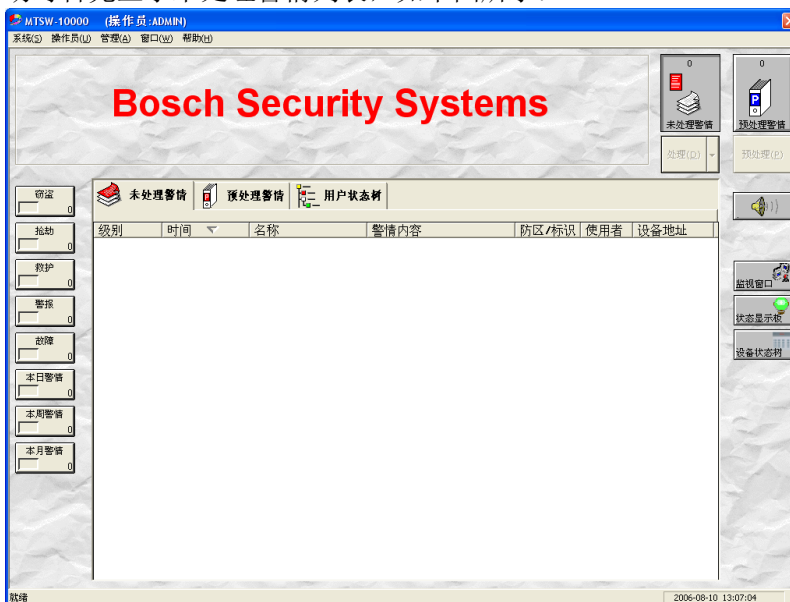 MTSW-10000 (操作员:ADMIN)
系统(S) 操作员(U) 管理(A) 窗口(W) 帮助(H)
Bosch Security Systems
0
未处理警情
0
预处理警情
处理(D)
预处理(P)
窃盗
0
抢劫
0
救护
0
警报
0
故障
0
本日警情
0
本周警情
0
本月警情
0
未处理警情 预处理警情 用户状态树
级别 时间 名称 警情内容 防区/标识 使用者 设备地址
监视窗口
状态显示板
设备状态树
就绪
2006-08-10 13:07:04